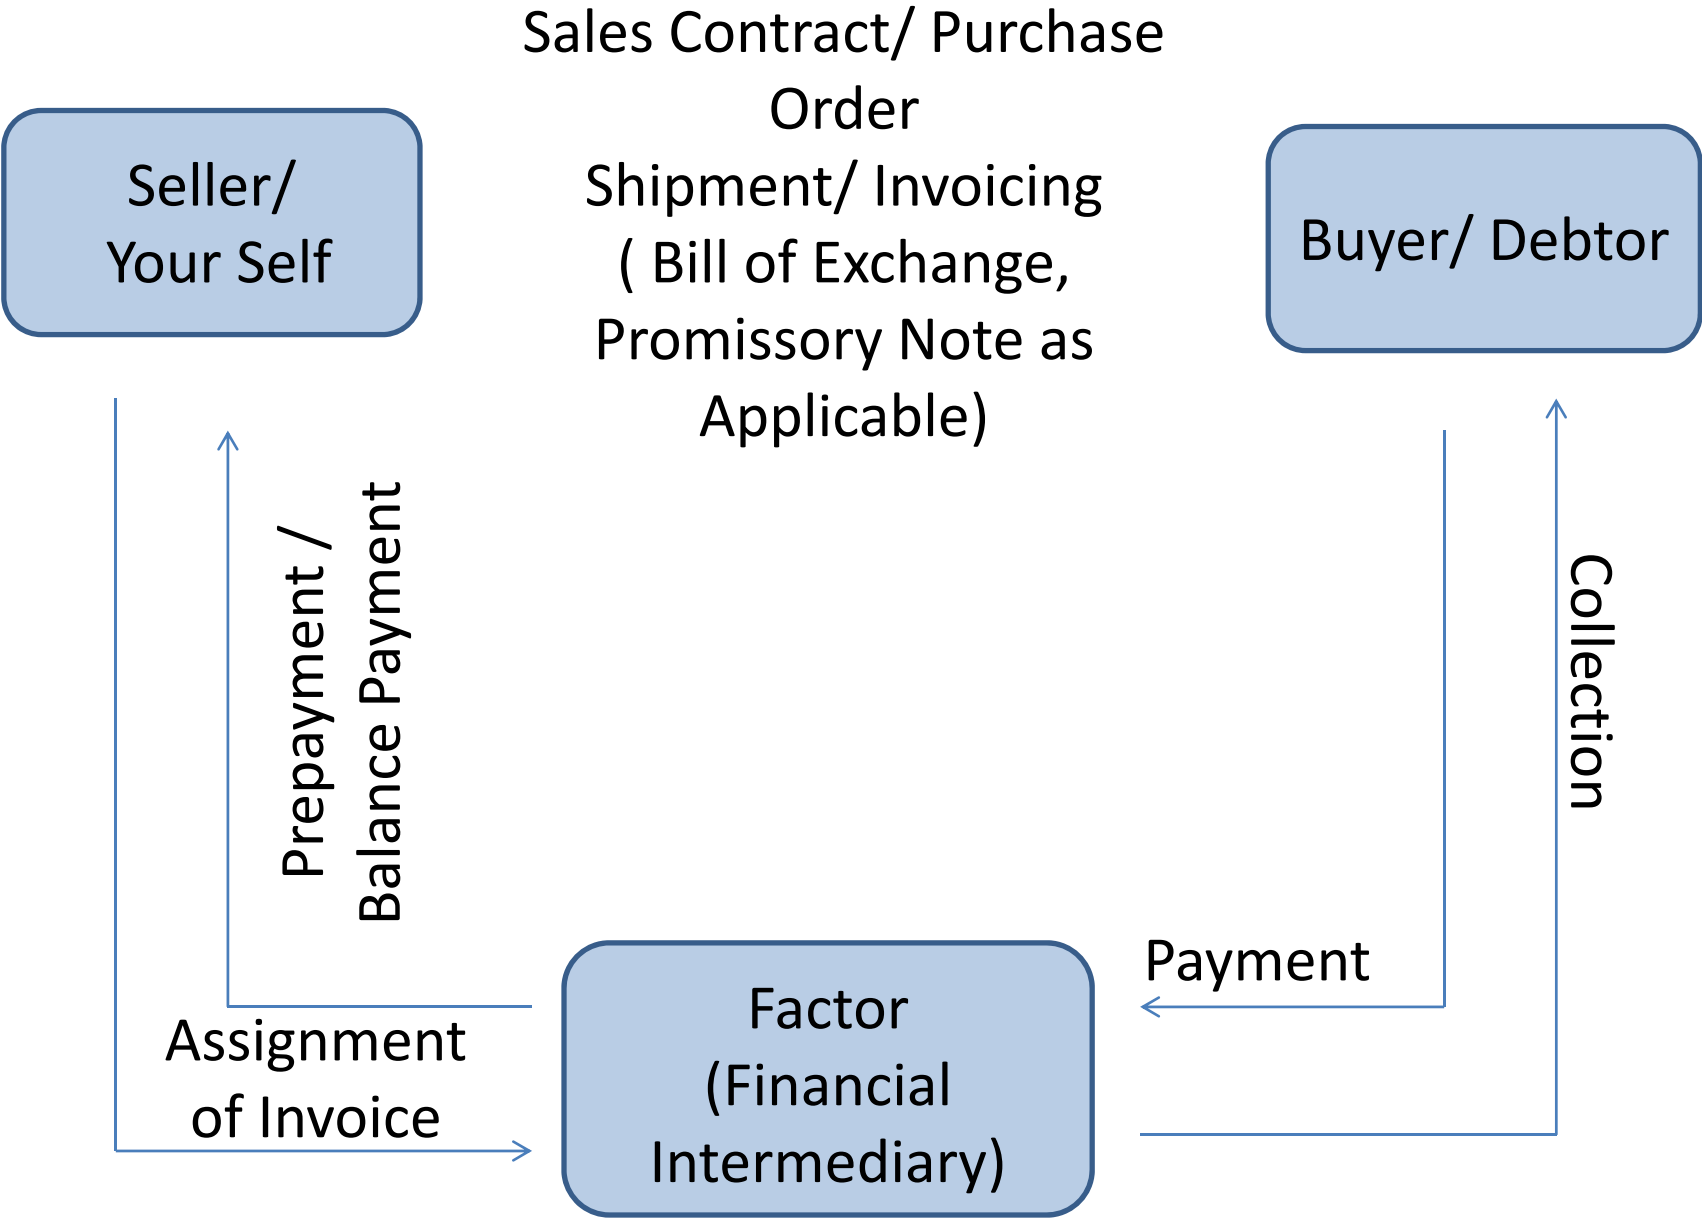 Sales Contract/ Purchase
Order
Shipment/ Invoicing
( Bill of Exchange,
Promissory Note as
Applicable)
Seller/
Your Self
Buyer/ Debtor
Prepayment /
Balance Payment
Collection
Payment
Assignment
of Invoice
Factor
(Financial
Intermediary)